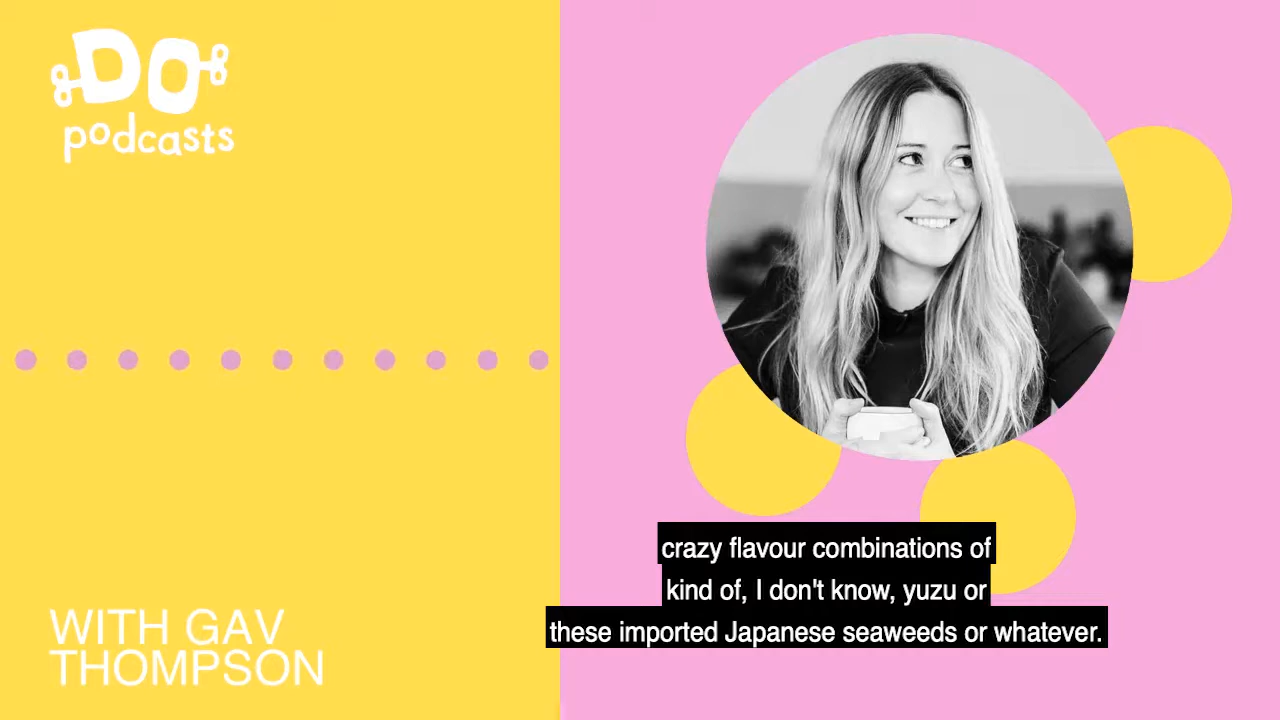 DO
podcasts
crazy flavour combinations of
kind of, I don't know, yuzu or
these imported Japanese seaweeds or whatever.
WITH GAV
THOMPSON